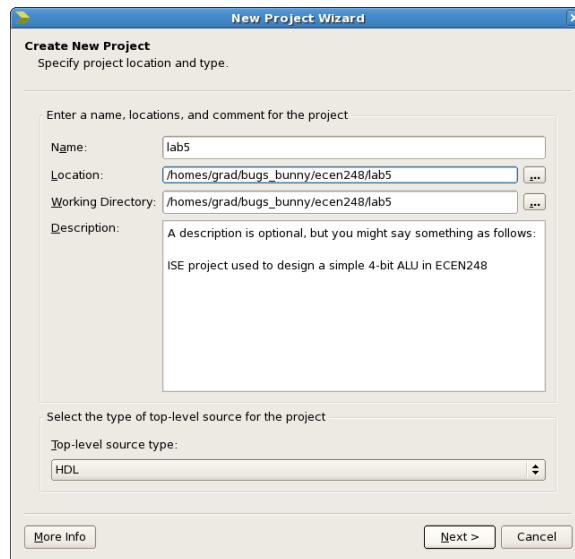 New Project Wizard
Create New Project
Specify project location and type.
Enter a name, locations, and comment for the project
Name: lab5
Location: /homes/grad/bugs_bunny/ecen248/lab5 ...
Working Directory: /homes/grad/bugs_bunny/ecen248/lab5 ...
Description: A description is optional, but you might say something as follows:
ISE project used to design a simple 4-bit ALU in ECEN248
Select the type of top-level source for the project
Top-level source type:
HDL
More Info Next > Cancel